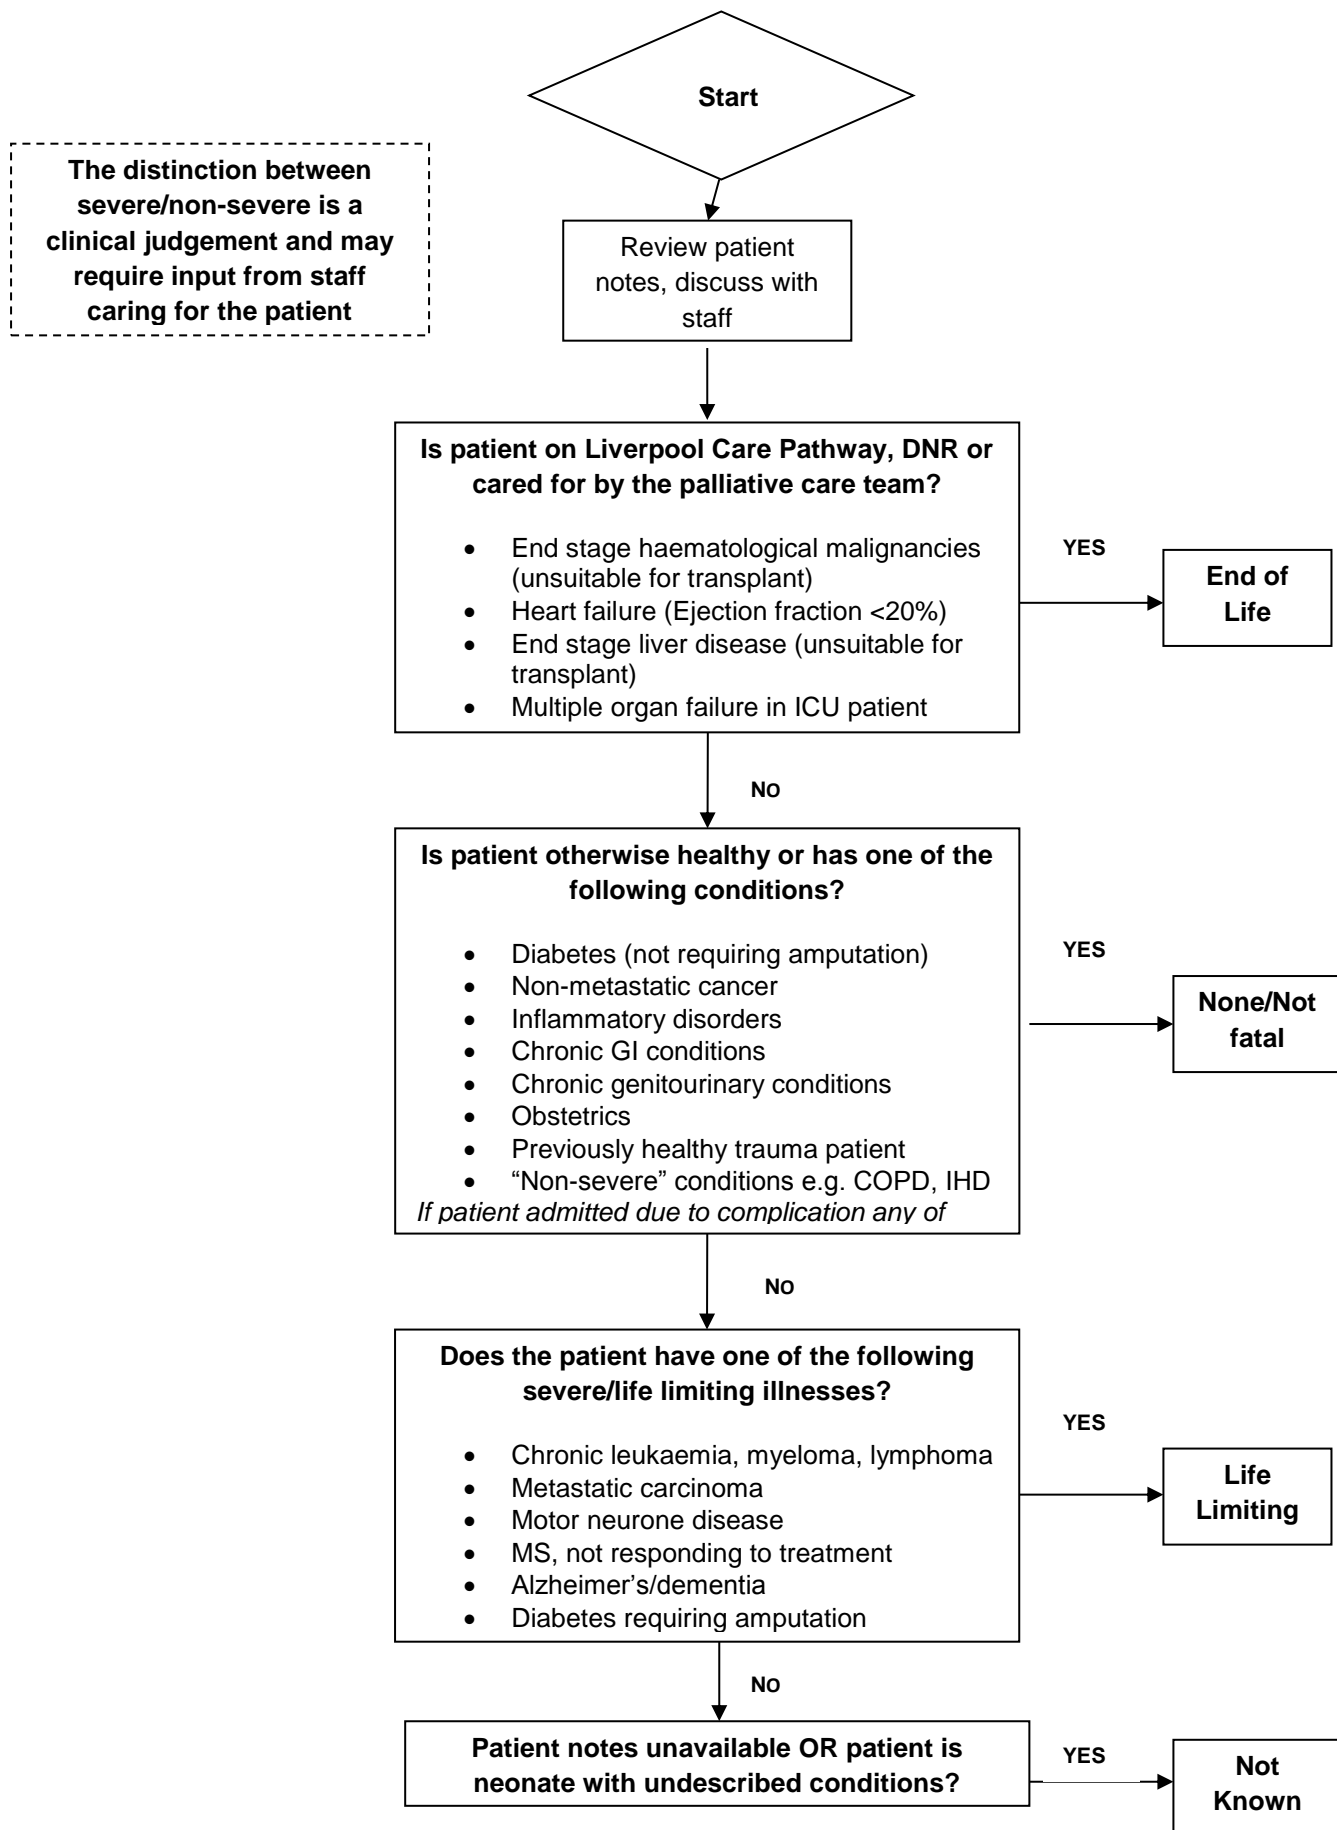 Start
The distinction between
severe/non-severe is a
clinical judgement and may
require input from staff
caring for the patient
Review patient
notes, discuss with
staff
Is patient on Liverpool Care Pathway, DNR or
cared for by the palliative care team?
• End stage haematological malignancies
(unsuitable for transplant)
• Heart failure (Ejection fraction <20%)
• End stage liver disease (unsuitable for
transplant)
• Multiple organ failure in ICU patient
YES
End of
Life
NO
Is patient otherwise healthy or has one of the
following conditions?
• Diabetes (not requiring amputation)
• Non-metastatic cancer
• Inflammatory disorders
• Chronic GI conditions
• Chronic genitourinary conditions
• Obstetrics
• Previously healthy trauma patient
• “Non-severe” conditions e.g. COPD, IHD
If patient admitted due to complication any of
YES
None/Not
fatal
NO
Does the patient have one of the following
severe/life limiting illnesses?
• Chronic leukaemia, myeloma, lymphoma
• Metastatic carcinoma
• Motor neurone disease
• MS, not responding to treatment
• Alzheimer’s/dementia
• Diabetes requiring amputation
YES
Life
Limiting
NO
Patient notes unavailable OR patient is
neonate with undescribed conditions?
YES
Not
Known